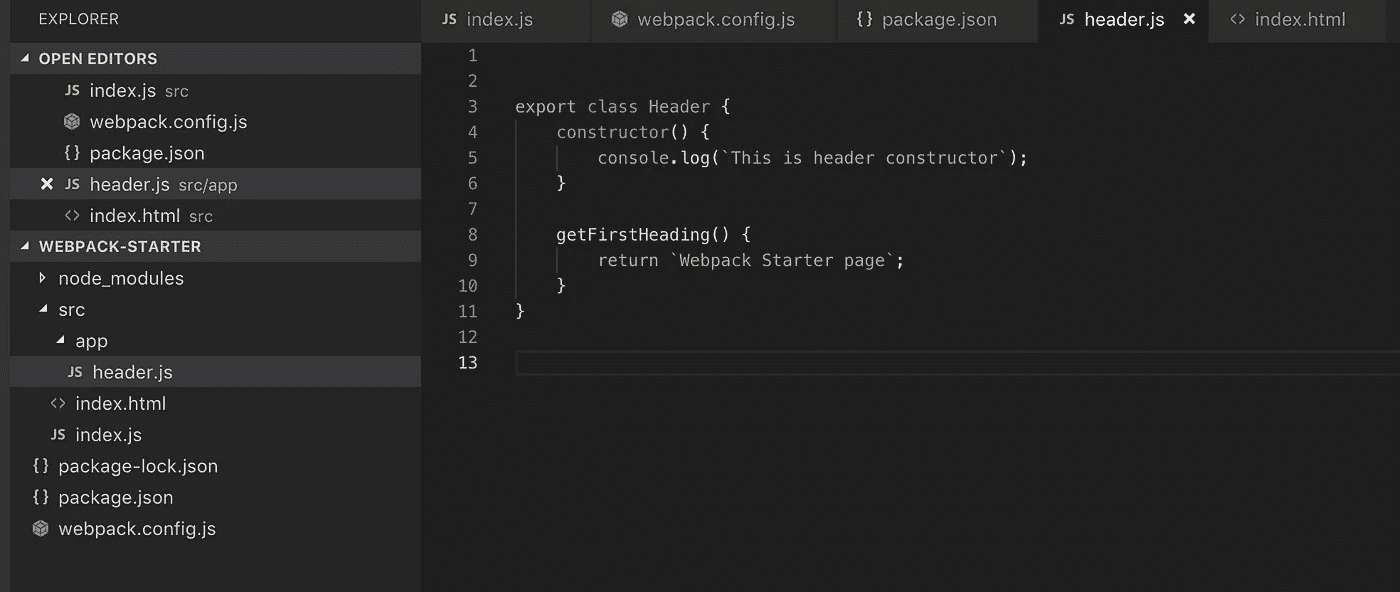 EXPLORER
OPEN EDITORS
JS index.js src
webpack.config.js
{} package.json
JS header.js src/app
<> index.html src
WEBPACK-STARTER
node_modules
src
app
JS header.js
<> index.html
JS index.js
{} package-lock.json
{} package.json
webpack.config.js
JS index.js webpack.config.js {} package.json JS header.js <> index.html
1
2
3 export class Header {
4 constructor() {
5 console.log(`This is header constructor`);
6 }
7
8 getFirstHeading() {
9 return `Webpack Starter page`;
10 }
11 }
12
13